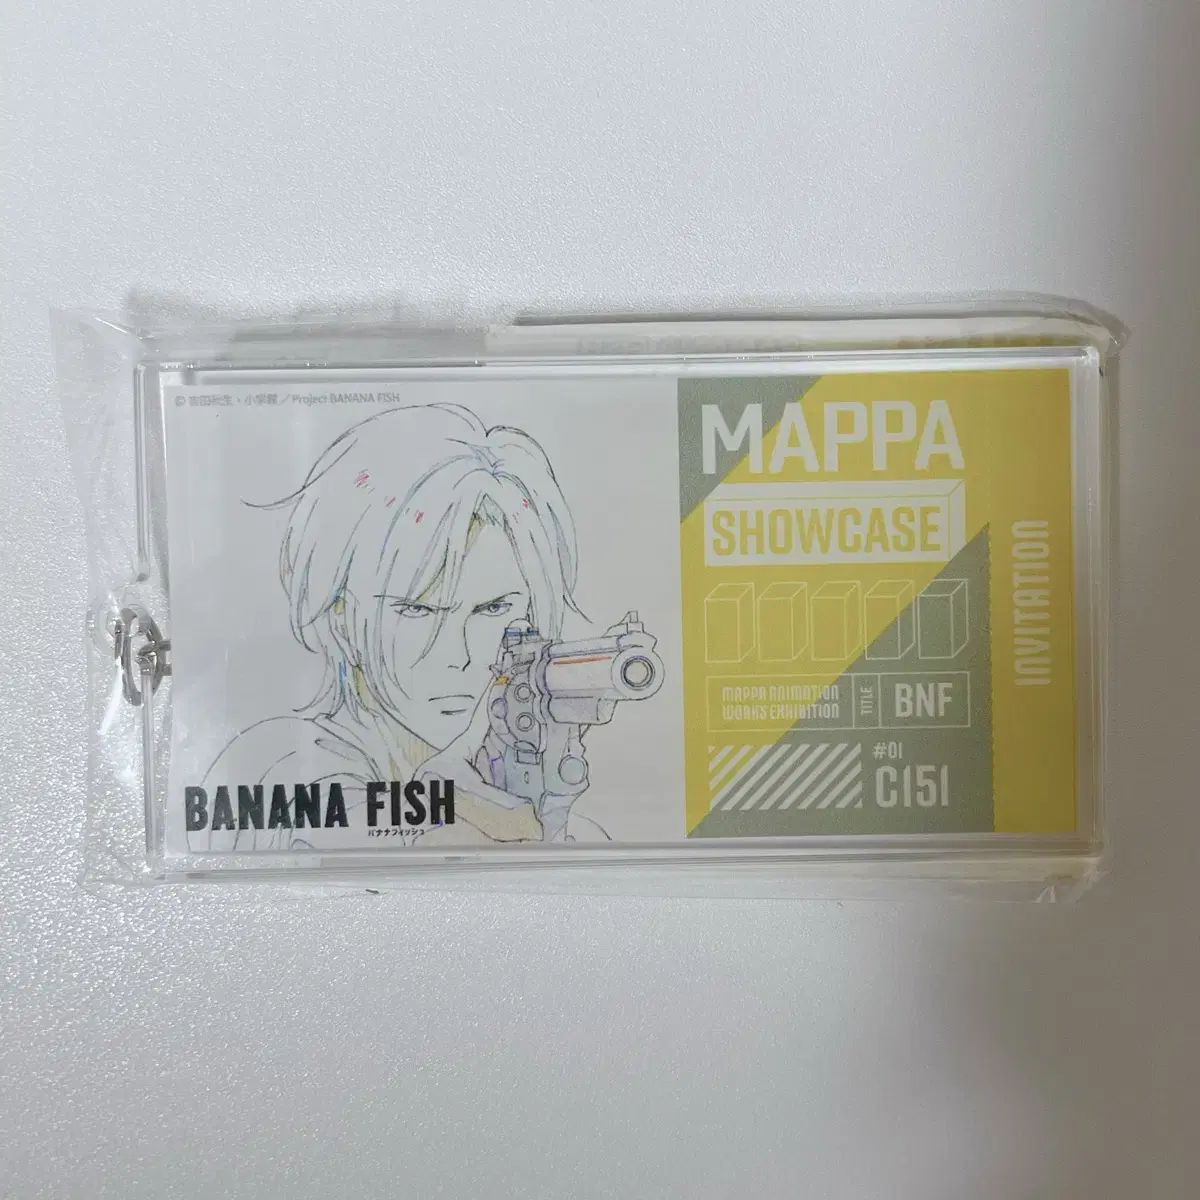 © 吉田秋生・小学館／Project BANANA FISH
BANANA FISH
バナナフィッシュ
MAPPA
SHOWCASE
MAPPA ANIMATION
WORKS EXHIBITION
TITLE
BNF
#01
C151
INVITATION